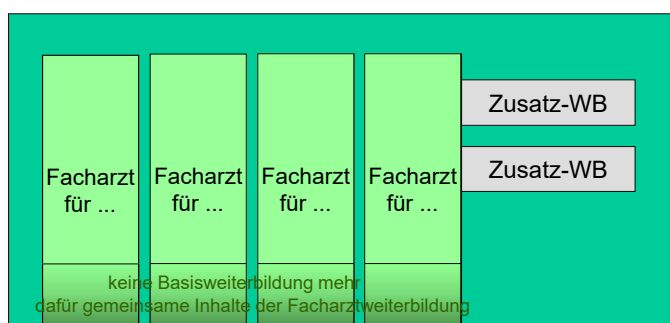 Zusatz-WB
Zusatz-WB
Facharzt
für ...
Facharzt
für ...
Facharzt
für ...
Facharzt
für ...
keine Basisweiterbildung mehr
dafür gemeinsame Inhalte der Facharztweiterbildung